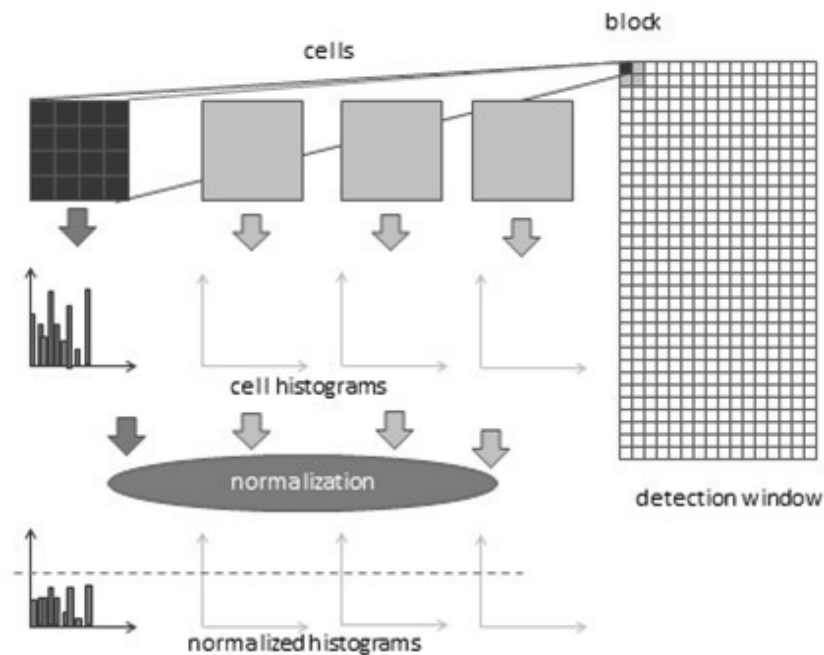 block
cells
cell histograms
normalization
detection window
normalized histograms